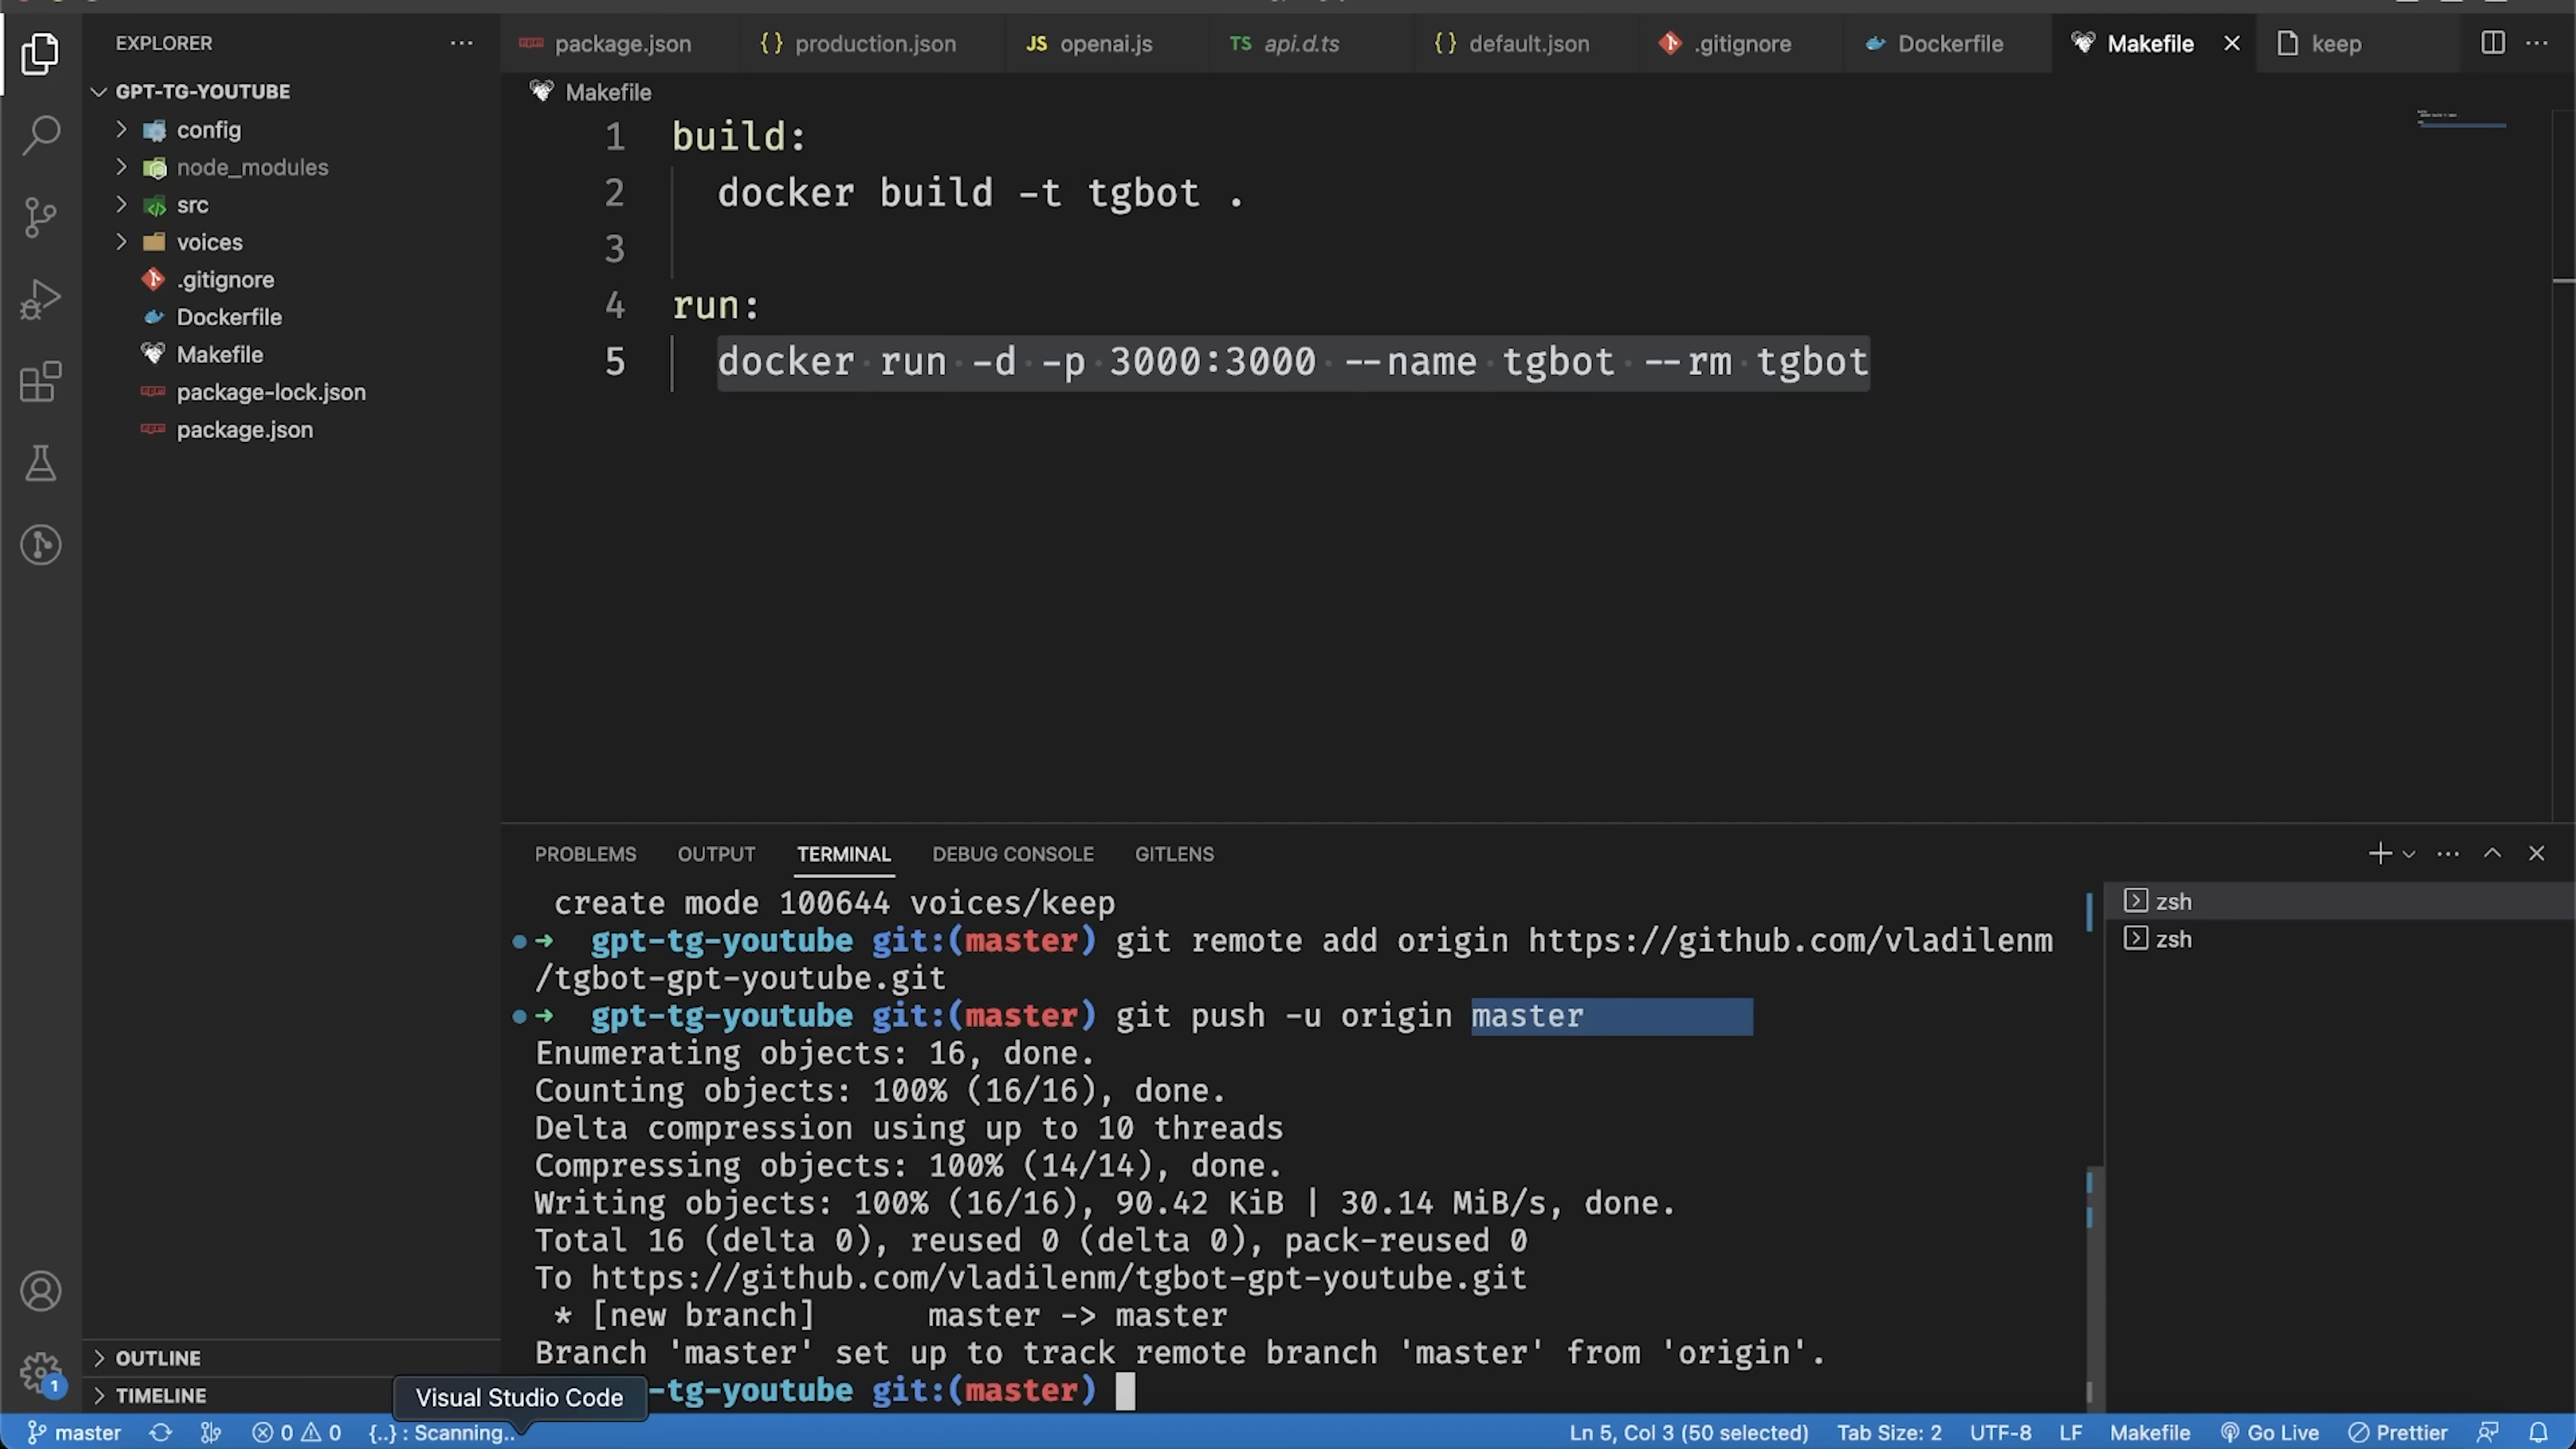 EXPLORER
package.json
{} production.json
JS openai.js
TS api.d.ts
{} default.json
.gitignore
Dockerfile
Makefile
keep
GPT-TG-YOUTUBE
config
node_modules
src
voices
.gitignore
Dockerfile
Makefile
package-lock.json
package.json
Makefile
1 build:
2 docker build -t tgbot .
3
4 run:
5 docker run -d -p 3000:3000 --name tgbot --rm tgbot
PROBLEMS OUTPUT TERMINAL DEBUG CONSOLE GITLENS
create mode 100644 voices/keep
➜ gpt-tg-youtube git:(master) git remote add origin https://github.com/vladilenm
/tgbot-gpt-youtube.git
➜ gpt-tg-youtube git:(master) git push -u origin master
Enumerating objects: 16, done.
Counting objects: 100% (16/16), done.
Delta compression using up to 10 threads
Compressing objects: 100% (14/14), done.
Writing objects: 100% (16/16), 90.42 KiB | 30.14 MiB/s, done.
Total 16 (delta 0), reused 0 (delta 0), pack-reused 0
To https://github.com/vladilenm/tgbot-gpt-youtube.git
* [new branch] master -> master
Branch 'master' set up to track remote branch 'master' from 'origin'.
-tg-youtube git:(master)
zsh
zsh
OUTLINE
TIMELINE
1
Visual Studio Code
master
0 0
{..} : Scanning..
Ln 5, Col 3 (50 selected)
Tab Size: 2
UTF-8
LF
Makefile
Go Live
Prettier